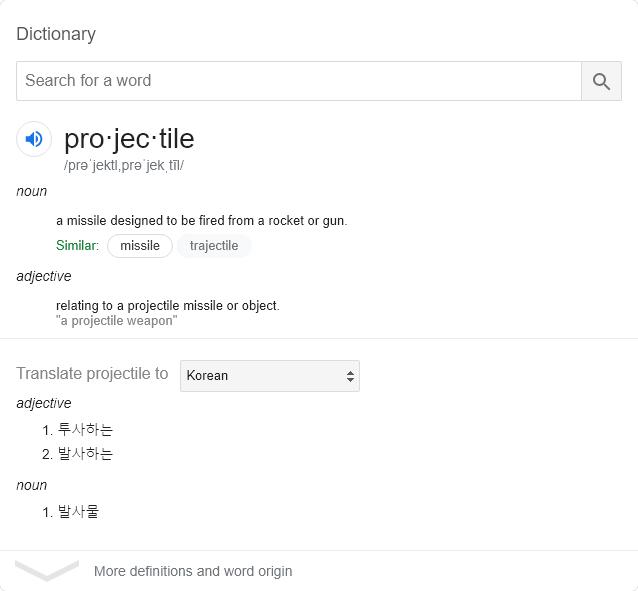 Dictionary
Search for a word
pro·jec·tile
/prəˈjektl,prəˈjekˌtīl/
noun
a missile designed to be fired from a rocket or gun.
Similar: missile trajectile
adjective
relating to a projectile missile or object.
"a projectile weapon"
Translate projectile to Korean
adjective
1. 투사하는
2. 발사하는
noun
1. 발사물
More definitions and word origin